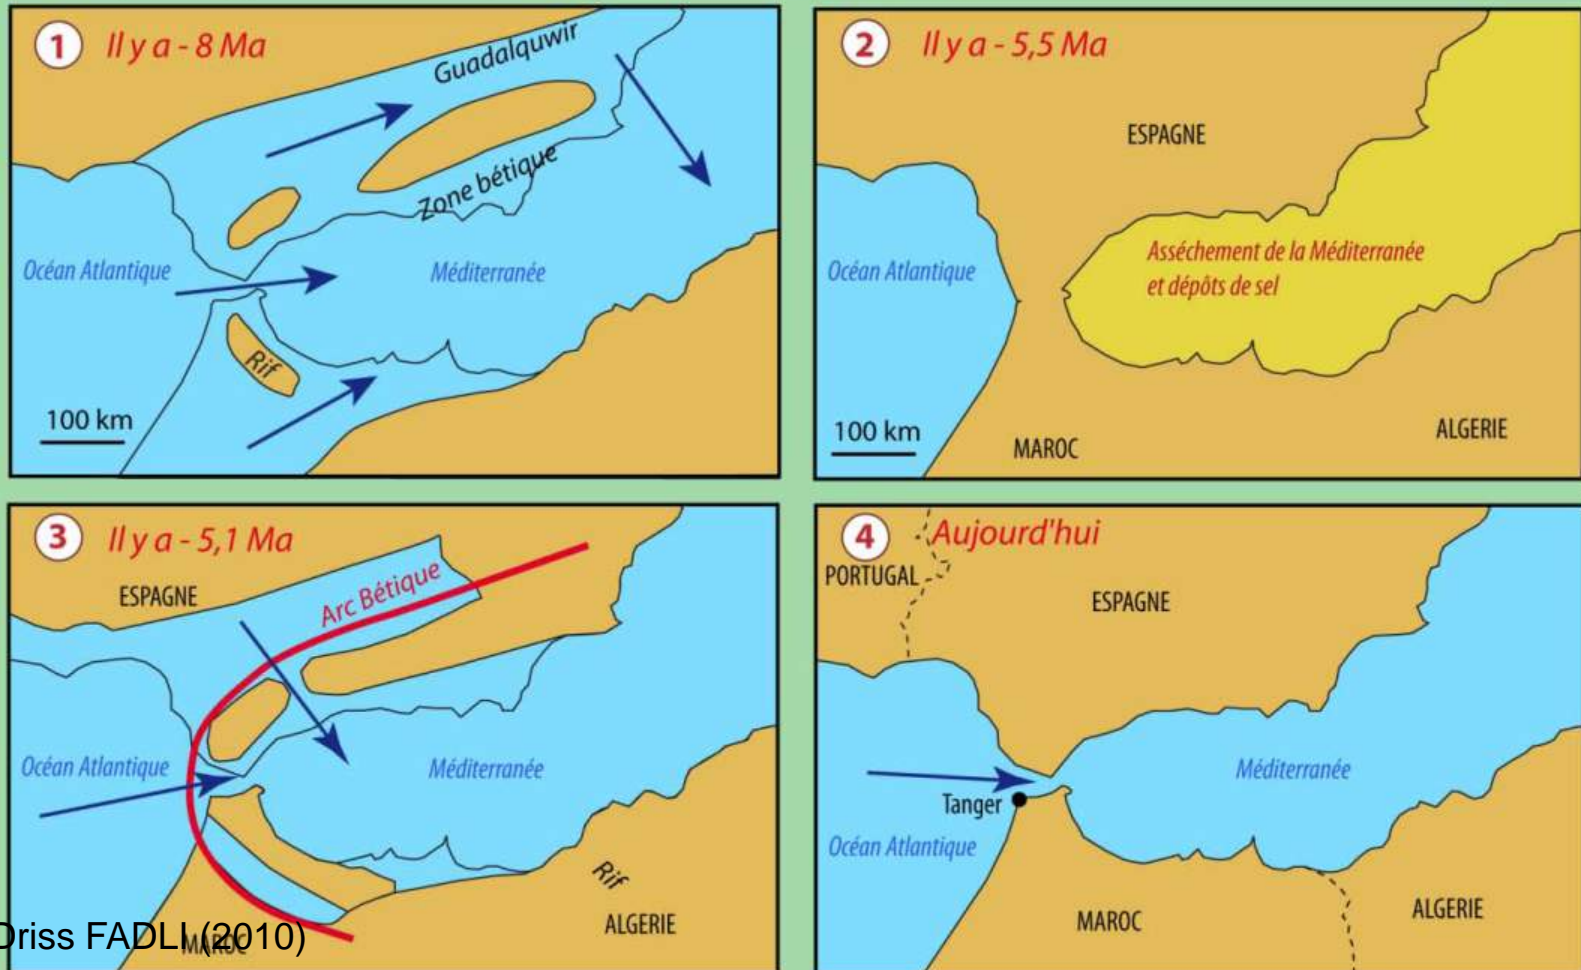 1 Il y a - 8 Ma
Guadalquwir
Zone bétique
Océan Atlantique
Méditerranée
Rif
100 km
2 Il y a - 5,5 Ma
ESPAGNE
Océan Atlantique
Asséchement de la Méditerranée
et dépôts de sel
100 km
MAROC
ALGERIE
3 Il y a - 5,1 Ma
ESPAGNE
Arc Bétique
Océan Atlantique
Méditerranée
Rif
ALGERIE
MAROC
Driss FADLI (2010)
4 Aujourd'hui
PORTUGAL
ESPAGNE
Méditerranée
Tanger
Océan Atlantique
MAROC
ALGERIE